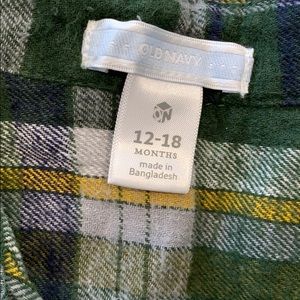 OLD NAVY
ON
12-18
MONTHS
made in
Bangladesh